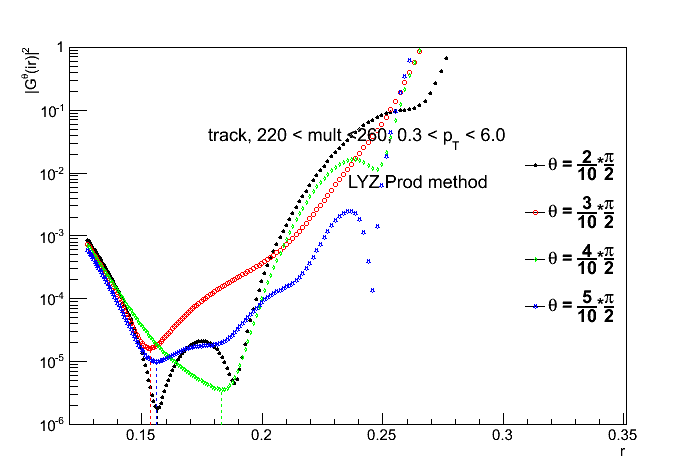 |G^θ(ir)|²
1
10⁻¹
10⁻²
10⁻³
10⁻⁴
10⁻⁵
10⁻⁶
track, 220 < mult <260; 0.3 < p_T < 6.0
LYZ Prod method
θ = 2/10*π/2
θ = 3/10*π/2
θ = 4/10*π/2
θ = 5/10*π/2
0.15 0.2 0.25 0.3 0.35
r